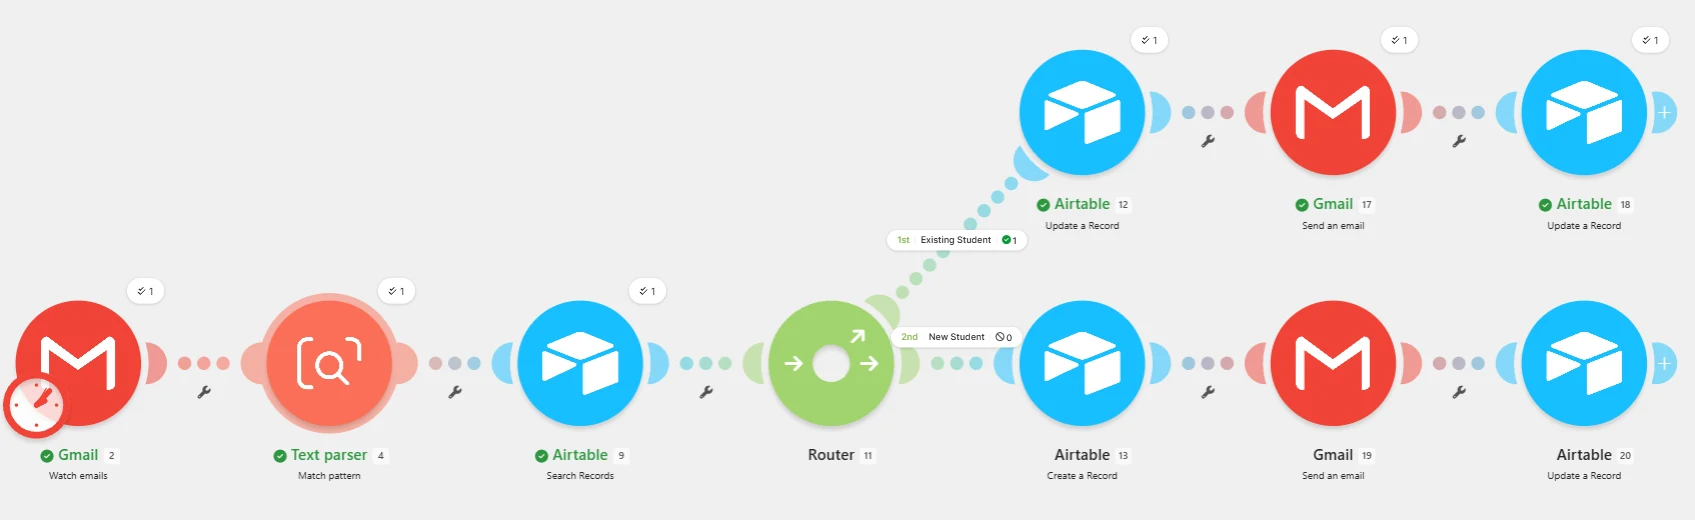 1
1
1
Airtable 12
Update a Record
Gmail 17
Send an email
Airtable 18
Update a Record
1st Existing Student 1
1
1
1
2nd New Student 0
Gmail 2
Watch emails
Text parser 4
Match pattern
Airtable 9
Search Records
Router 11
Airtable 13
Create a Record
Gmail 19
Send an email
Airtable 20
Update a Record